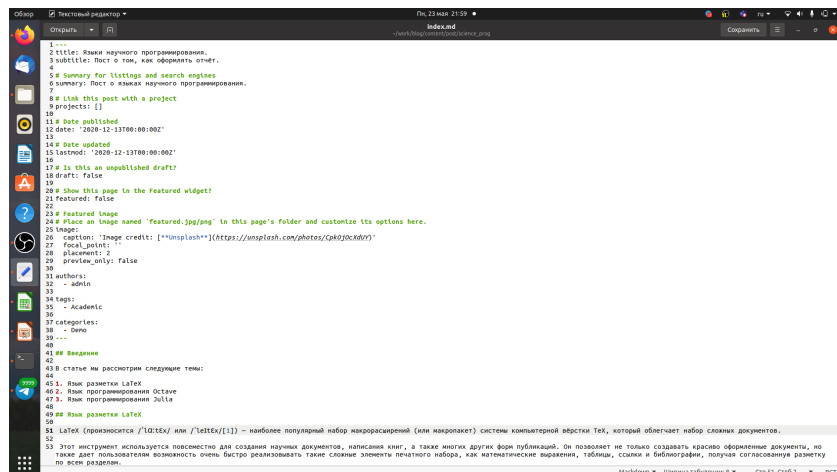 Обзор Текстовый редактор Пн, 23 мая 21:59 ru
Открыть index.md Сохранить
~/work/blog/content/post/science_prog
1 ---
2 title: Языки научного программирования.
3 subtitle: Пост о том, как оформлять отчёт.
4
5 # Summary for listings and search engines
6 summary: Пост о языках научного программирования.
7
8 # Link this post with a project
9 projects: []
10
11 # Date published
12 date: '2020-12-13T00:00:00Z'
13
14 # Date updated
15 lastmod: '2020-12-13T00:00:00Z'
16
17 # Is this an unpublished draft?
18 draft: false
19
20 # Show this page in the Featured widget?
21 featured: false
22
23 # Featured image
24 # Place an image named `featured.jpg/png` in this page's folder and customize its options here.
25 image:
26   caption: 'Image credit: [**Unsplash**](https://unsplash.com/photos/CpkOjOcXdUY)'
27   focal_point: ''
28   placement: 2
29   preview_only: false
30
31 authors:
32   - admin
33
34 tags:
35   - Academic
36
37 categories:
38   - Demo
39 ---
40
41 ## Введение
42
43 В статье мы рассмотрим следующие темы:
44
45 1. Язык разметки LaTeX
46 2. Язык программирования Octave
47 3. Язык программирования Julia
48
49 ## Язык разметки LaTeX
50
51 LaTeX (произносится /ˈlɑːtɛx/ или /ˈleɪtɛx/[1]) — наиболее популярный набор макрорасширений (или макропакет) системы компьютерной вёрстки TeX, который облегчает набор сложных документов.
52
53 Этот инструмент используется повсеместно для создания научных документов, написания книг, а также многих других форм публикаций. Он позволяет не только создавать красиво оформленные документы, но
также дает пользователям возможность очень быстро реализовывать такие сложные элементы печатного набора, как математические выражения, таблицы, ссылки и библиографии, получая согласованную разметку
по всем разделам.
Markdown Ширина табуляции: 8 Стр 51, Стлб 2 ВСТ